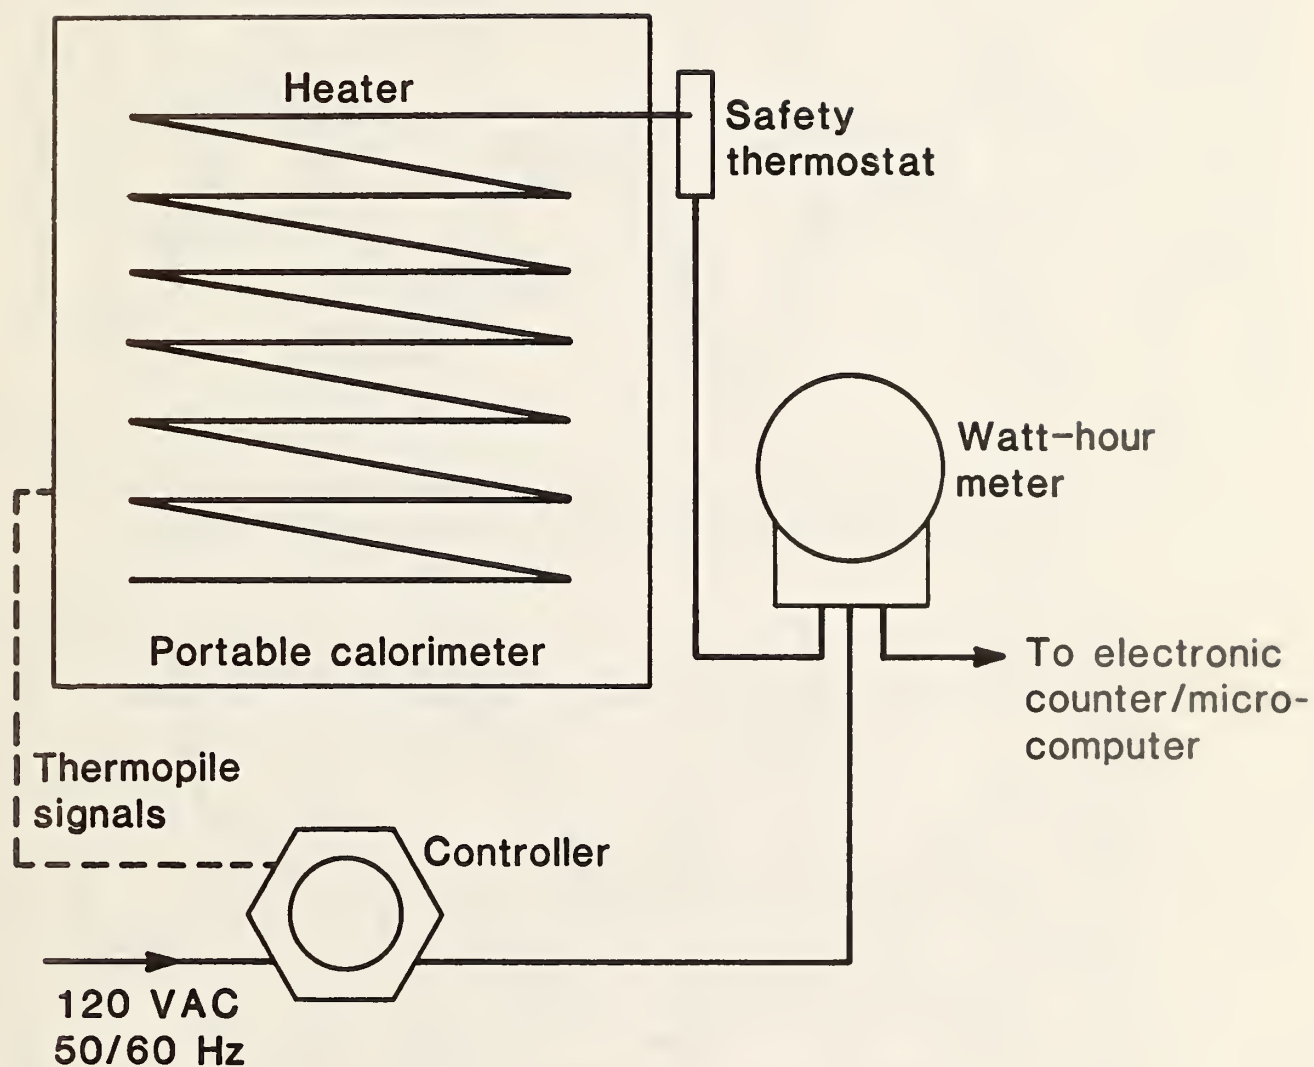 Heater
Safety
thermostat
Watt-hour
meter
Portable calorimeter
To electronic
counter/micro-
computer
Thermopile
signals
Controller
120 VAC
50/60 Hz